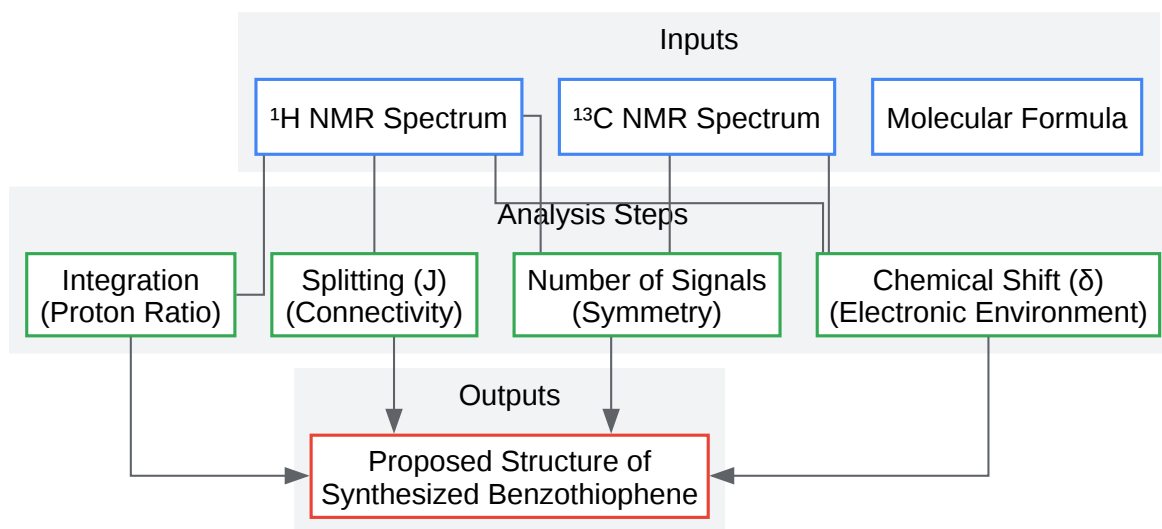 Inputs
¹H NMR Spectrum
¹³C NMR Spectrum
Molecular Formula
Analysis Steps
Integration
(Proton Ratio)
Splitting (J)
(Connectivity)
Number of Signals
(Symmetry)
Chemical Shift (δ)
(Electronic Environment)
Outputs
Proposed Structure of
Synthesized Benzothiophene